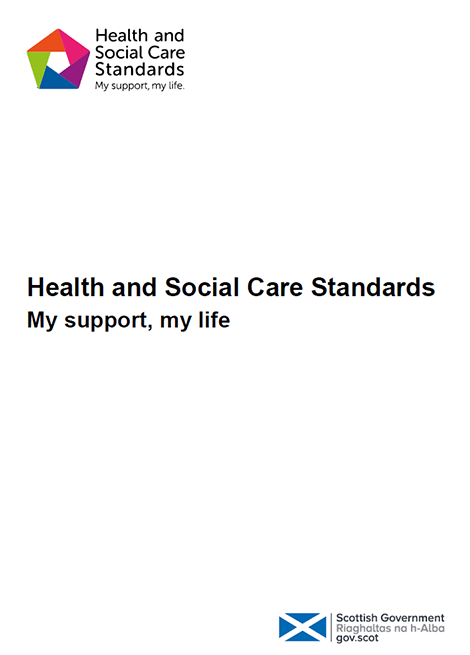 Health and
Social Care
Standards
My support, my life.
Health and Social Care Standards
My support, my life
Scottish Government
Riaghaltas na h-Alba
gov.scot